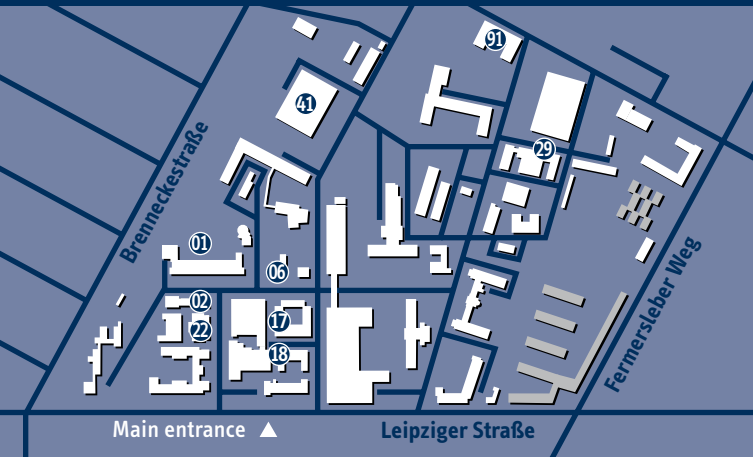 91
41
Brenneckestraße
29
01
06
02
22
17
18
Fermersleber Weg
Main entrance
Leipziger Straße